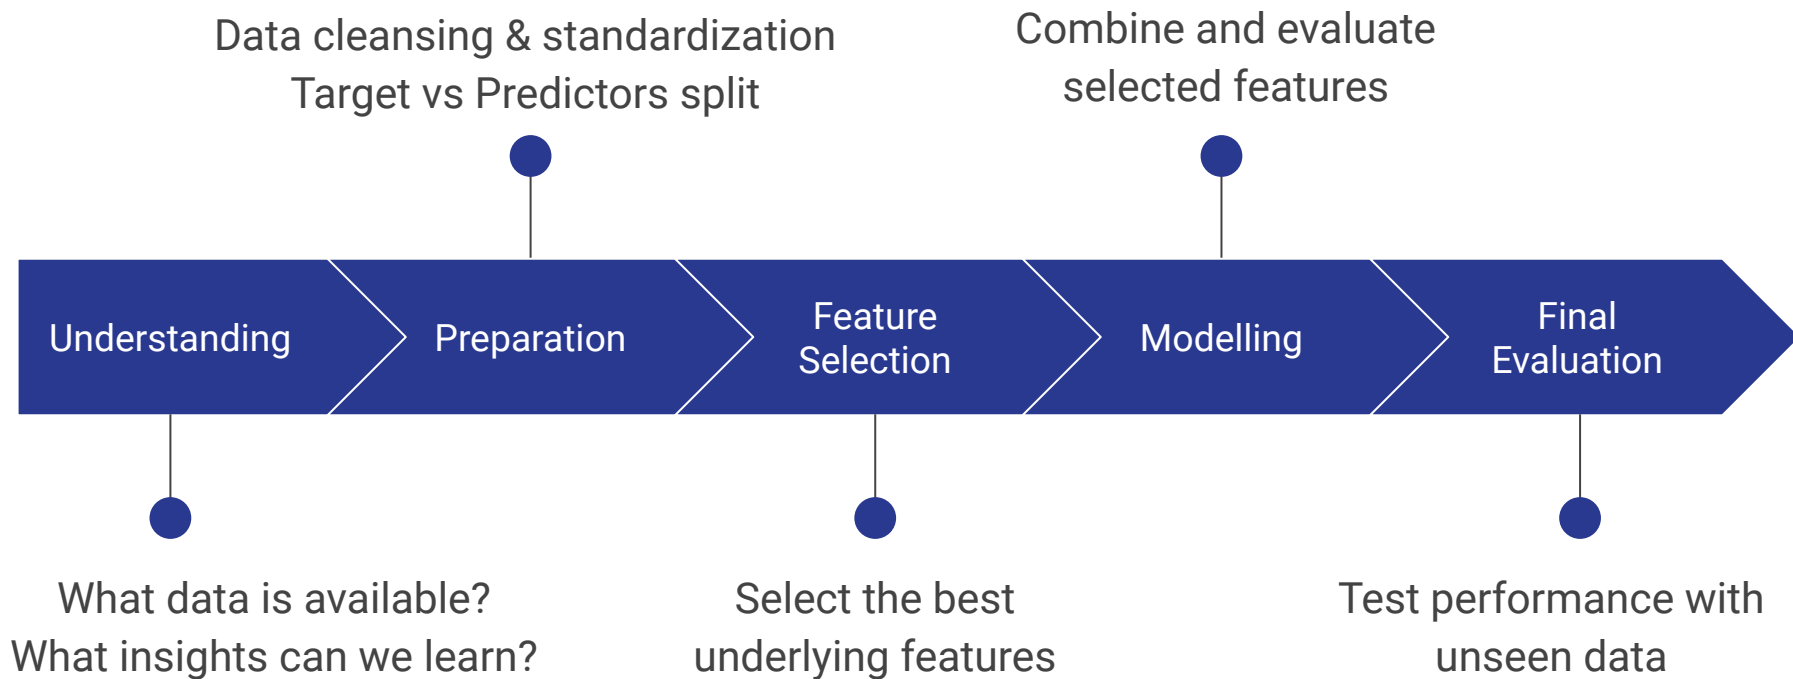 Data cleansing & standardization
Target vs Predictors split
Combine and evaluate
selected features
Understanding
Preparation
Feature
Selection
Modelling
Final
Evaluation
What data is available?
What insights can we learn?
Select the best
underlying features
Test performance with
unseen data